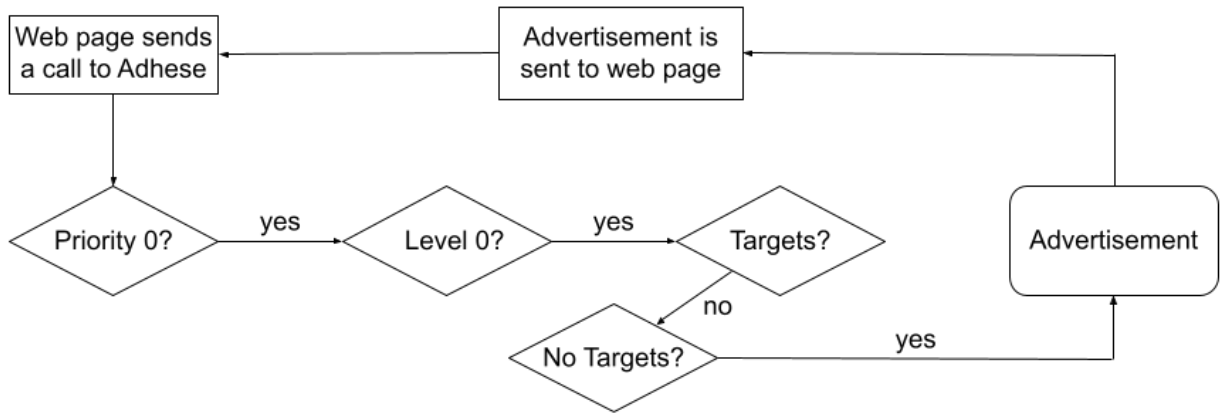 Web page sends
a call to Adhese
Advertisement is
sent to web page
Priority 0?
yes
Level 0?
yes
Targets?
Advertisement
no
No Targets?
yes